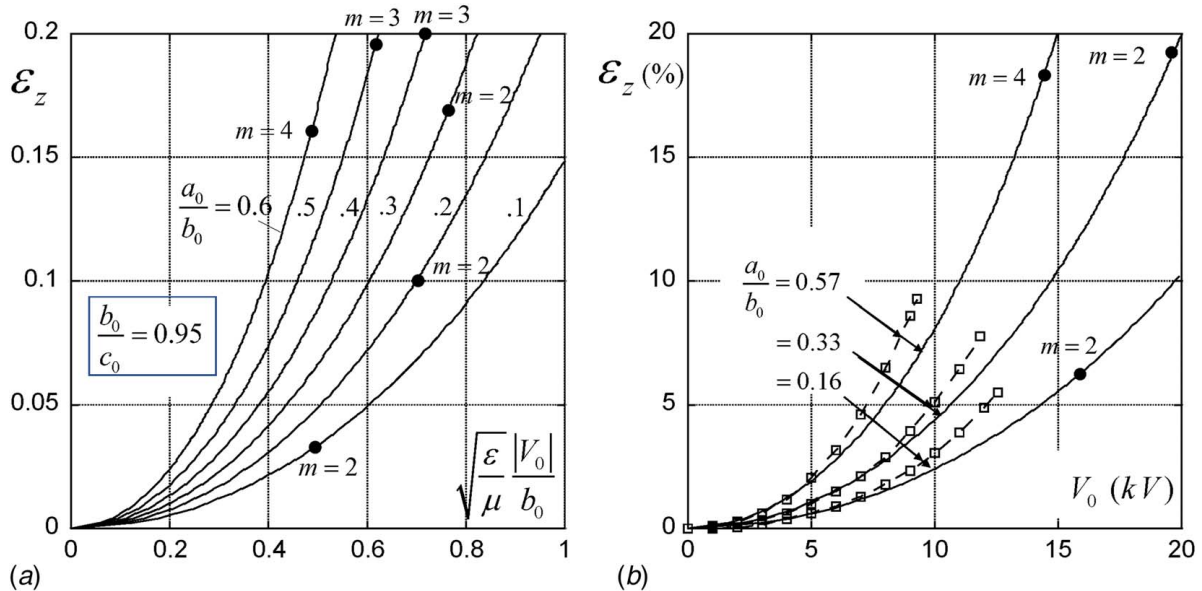 0.2
0.15
0.1
0.05
0
0
0.2
0.4
0.6
0.8
1
ε_z
m = 3
m = 3
m = 2
m = 4
a_0/b_0 = 0.6 .5 .4 .3 .2 .1
m = 2
b_0/c_0 = 0.95
m = 2
√(ε/μ) |V_0|/b_0
(a)
20
15
10
5
0
0
5
10
15
20
ε_z (%)
m = 4
m = 2
a_0/b_0 = 0.57
= 0.33
= 0.16
m = 2
V_0 (kV)
(b)